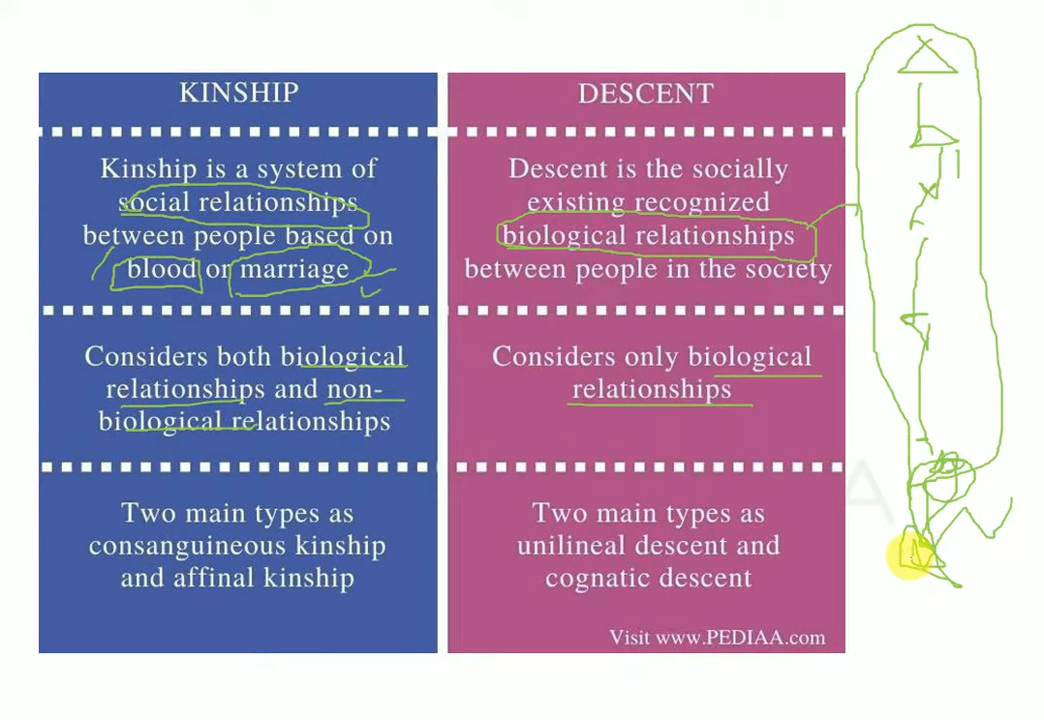 KINSHIP
Kinship is a system of
social relationships
between people based on
blood or marriage
Considers both biological
relationships and non-
biological relationships
Two main types as
consanguineous kinship
and affinal kinship
DESCENT
Descent is the socially
existing recognized
biological relationships
between people in the society
Considers only biological
relationships
Two main types as
unilineal descent and
cognatic descent
Visit www.PEDIAA.com